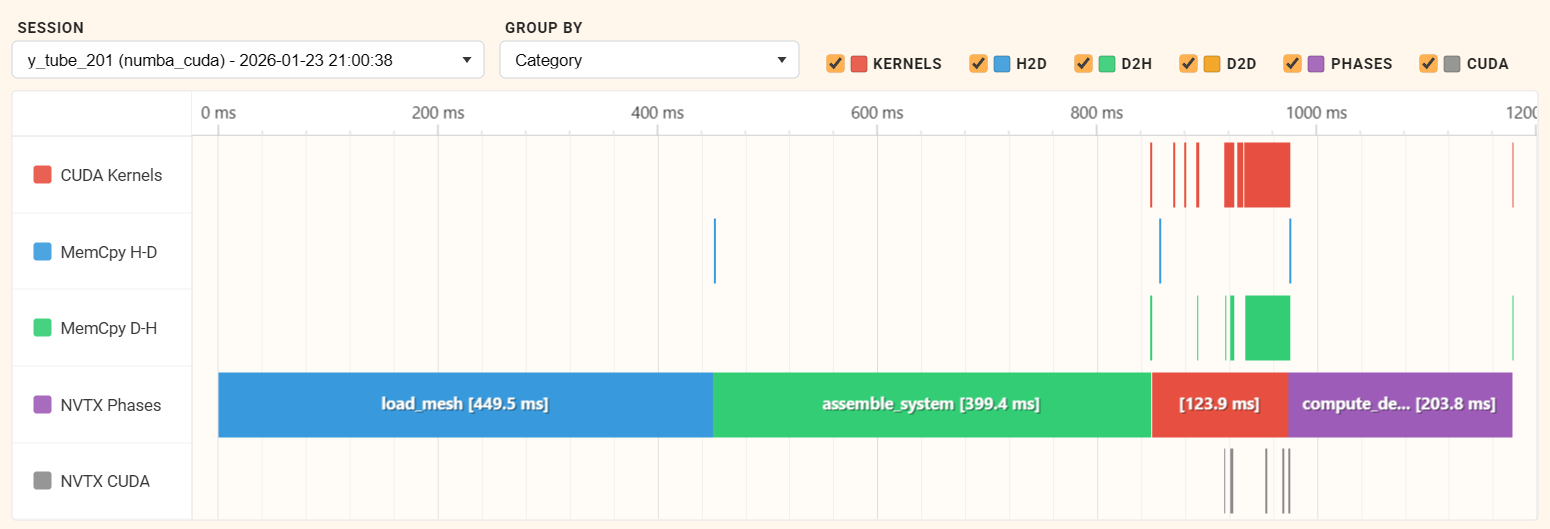 SESSION
GROUP BY
y_tube_201 (numba_cuda) - 2026-01-23 21:00:38
Category
KERNELS
H2D
D2H
D2D
PHASES
CUDA
0 ms
200 ms
400 ms
600 ms
800 ms
1000 ms
1200
CUDA Kernels
MemCpy H-D
MemCpy D-H
NVTX Phases
load_mesh [449.5 ms]
assemble_system [399.4 ms]
[123.9 ms]
compute_de... [203.8 ms]
NVTX CUDA